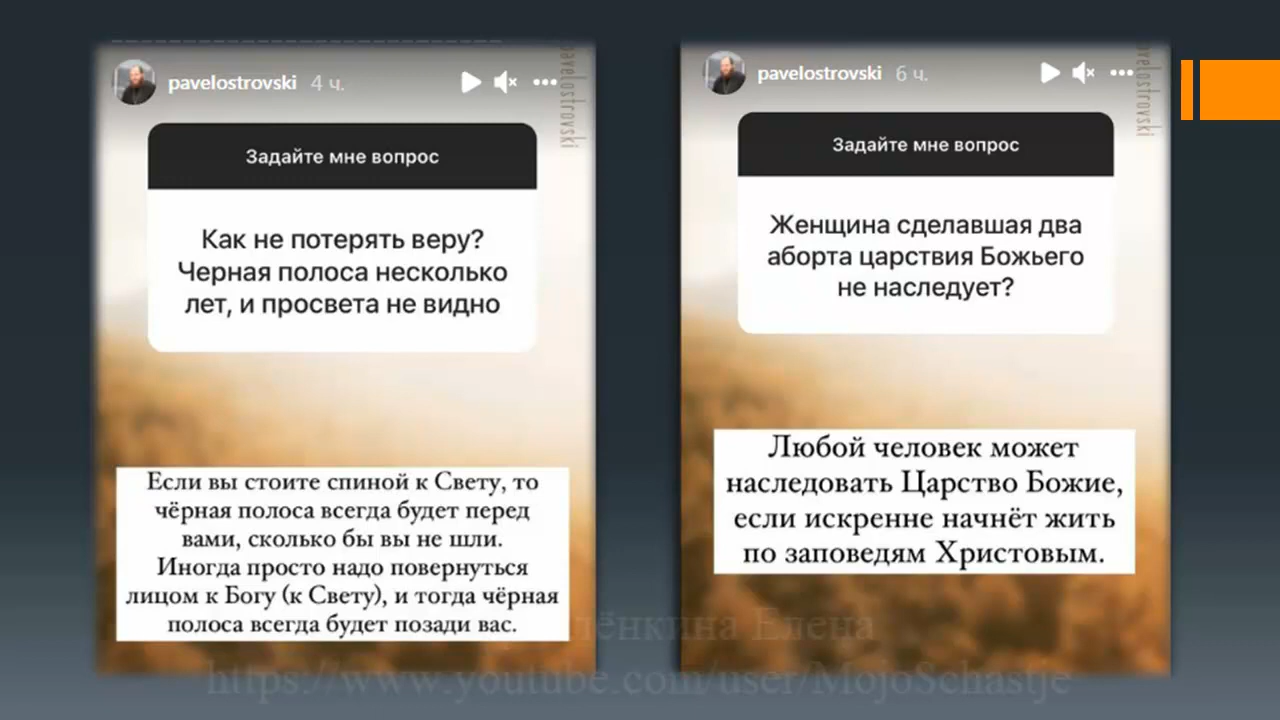 pavelostrovski 4 ч.
pavelostrovski
Задайте мне вопрос
Как не потерять веру?
Черная полоса несколько
лет, и просвета не видно
Если вы стоите спиной к Свету, то
чёрная полоса всегда будет перед
вами, сколько бы вы не шли.
Иногда просто надо повернуться
лицом к Богу (к Свету), и тогда чёрная
полоса всегда будет позади вас.
pavelostrovski 6 ч.
pavelostrovski
Задайте мне вопрос
Женщина сделавшая два
аборта царствия Божьего
не наследует?
Любой человек может
наследовать Царство Божие,
если искренне начнёт жить
по заповедям Христовым.
Елена
https://www.youtube.com/user/MojoSchastje